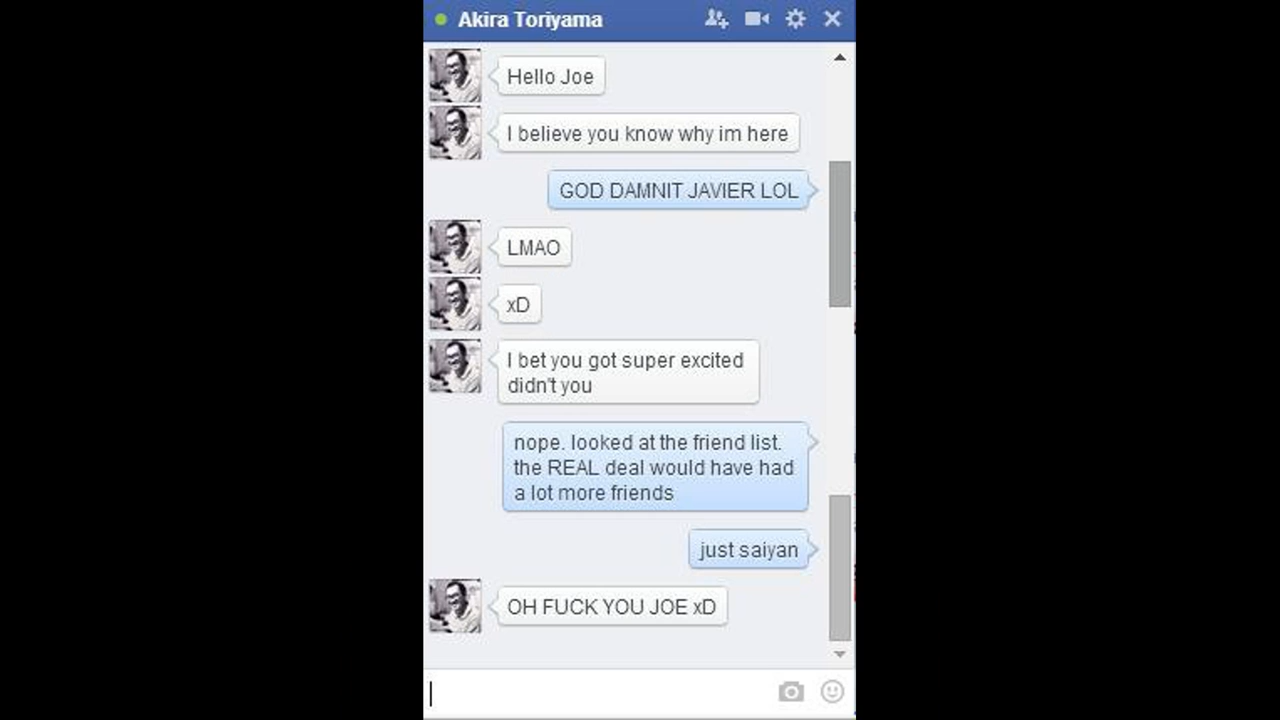 Akira Toriyama
Hello Joe
I believe you know why im here
GOD DAMNIT JAVIER LOL
LMAO
xD
I bet you got super excited
didn't you
nope. looked at the friend list.
the REAL deal would have had
a lot more friends
just saiyan
OH FUCK YOU JOE xD